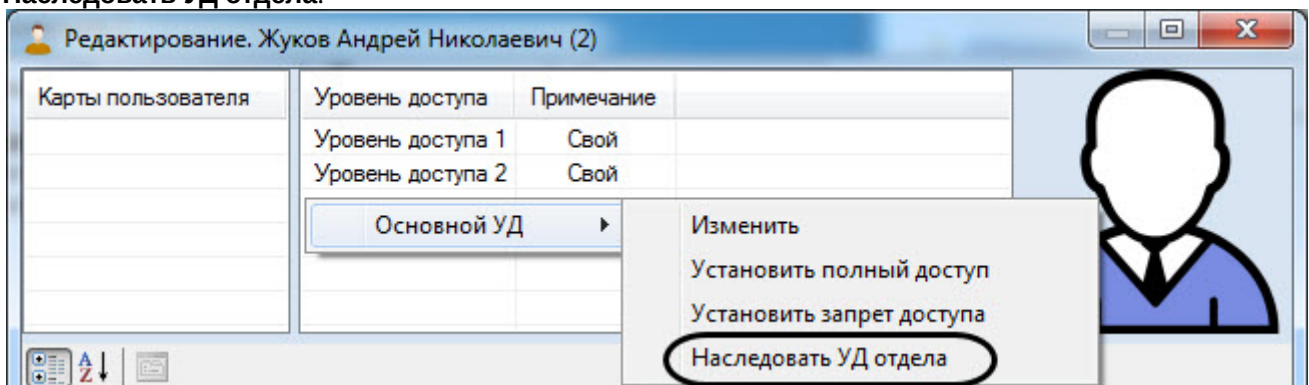 Наследовать УД отдела.
Редактирование. Жуков Андрей Николаевич (2)
Карты пользователя Уровень доступа Примечание
Уровень доступа 1 Свой
Уровень доступа 2 Свой
Основной УД Изменить
Установить полный доступ
Установить запрет доступа
Наследовать УД отдела